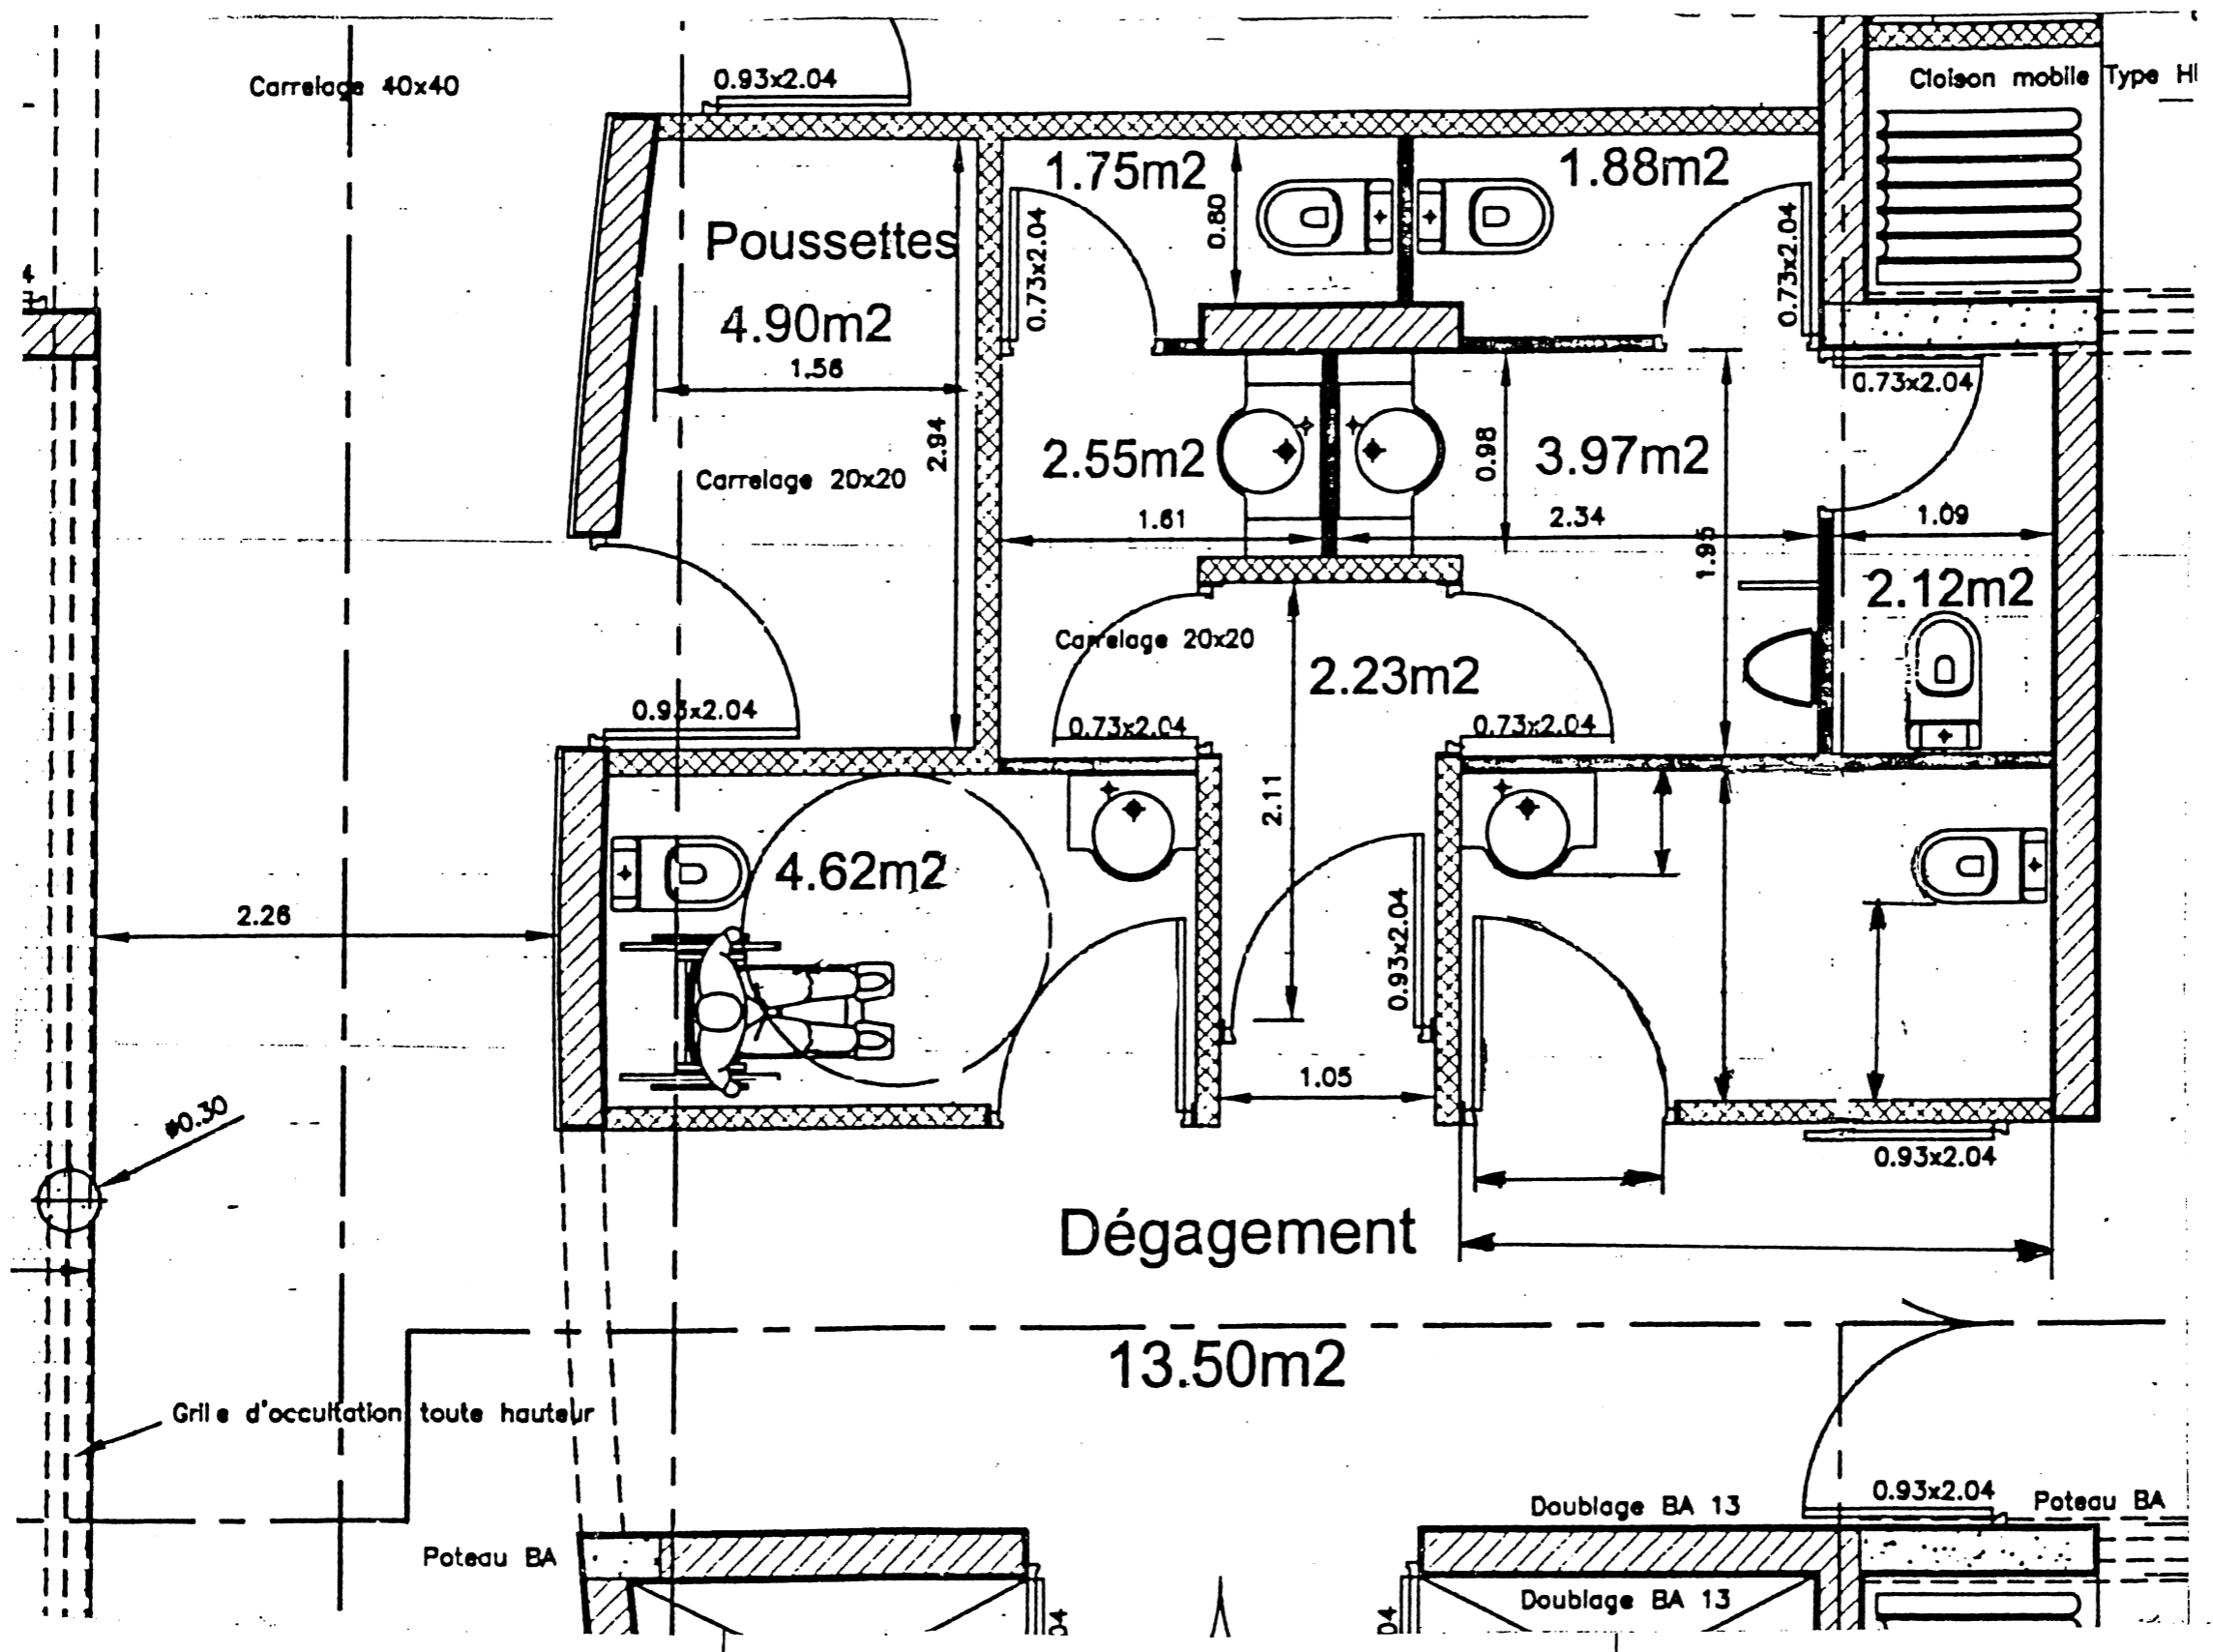 0.93x2.04
Carrelage 40x40
Cloison mobile Type
1.75m2
1.88m2
0.80
0.73x2.04
0.73x2.04
Poussettes
4.90m2
1.56
0.73x2.04
2.94
2.55m2
0.98
3.97m2
Carrelage 20x20
1.61
2.34
1.09
1.95
2.12m2
Carrelage 20x20
2.23m2
0.93x2.04
0.73x2.04
0.73x2.04
2.11
4.62m2
2.26
0.93x2.04
1.05
ø0.30
0.93x2.04
Dégagement
13.50m2
Grille d'occultation toute hauteur
0.93x2.04
Doublage BA 13
Poteau BA
Poteau BA
Doublage BA 13
04
04